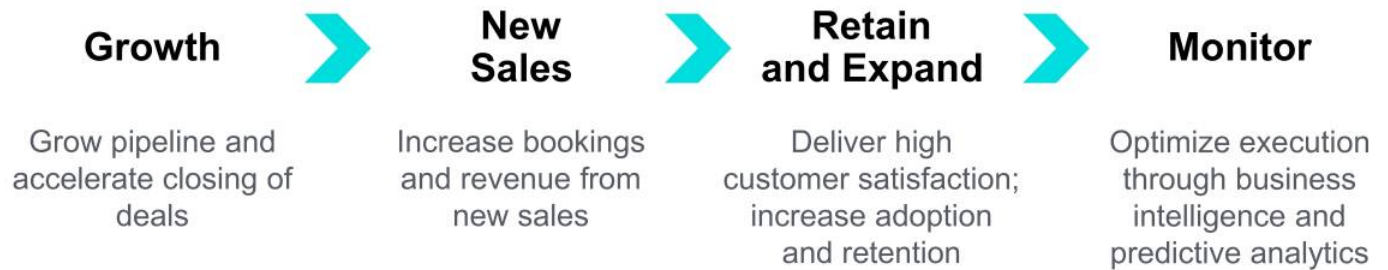 Growth
Grow pipeline and
accelerate closing of
deals
New
Sales
Increase bookings
and revenue from
new sales
Retain
and Expand
Deliver high
customer satisfaction;
increase adoption
and retention
Monitor
Optimize execution
through business
intelligence and
predictive analytics